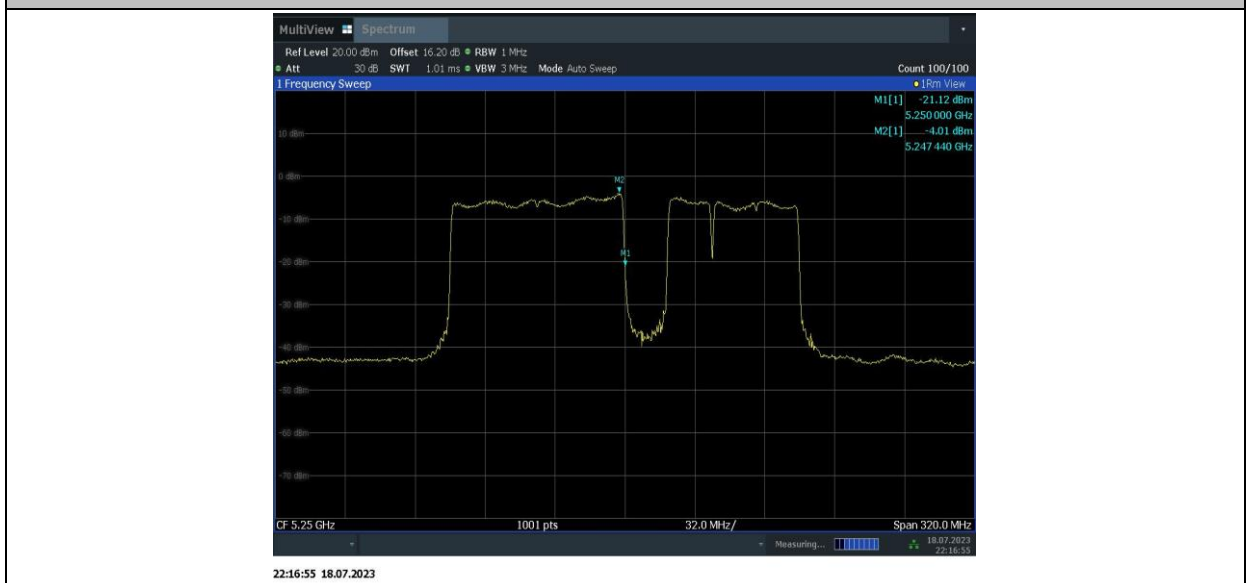 MultiView Spectrum
Ref Level 20.00 dBm Offset 16.20 dB RBW 1 MHz
Att 30 dB SWT 1.01 ms VBW 3 MHz Mode Auto Sweep Count 100/100
1 Frequency Sweep 1Rm View
M1[1] -21.12 dBm
5.250 000 GHz
M2[1] -4.01 dBm
5.247 440 GHz
10 dBm
0 dBm
M2
-10 dBm
M1
-20 dBm
-30 dBm
-40 dBm
-50 dBm
-60 dBm
-70 dBm
CF 5.25 GHz 1001 pts 32.0 MHz/ Span 320.0 MHz
Measuring... 18.07.2023
22:16:55
22:16:55 18.07.2023